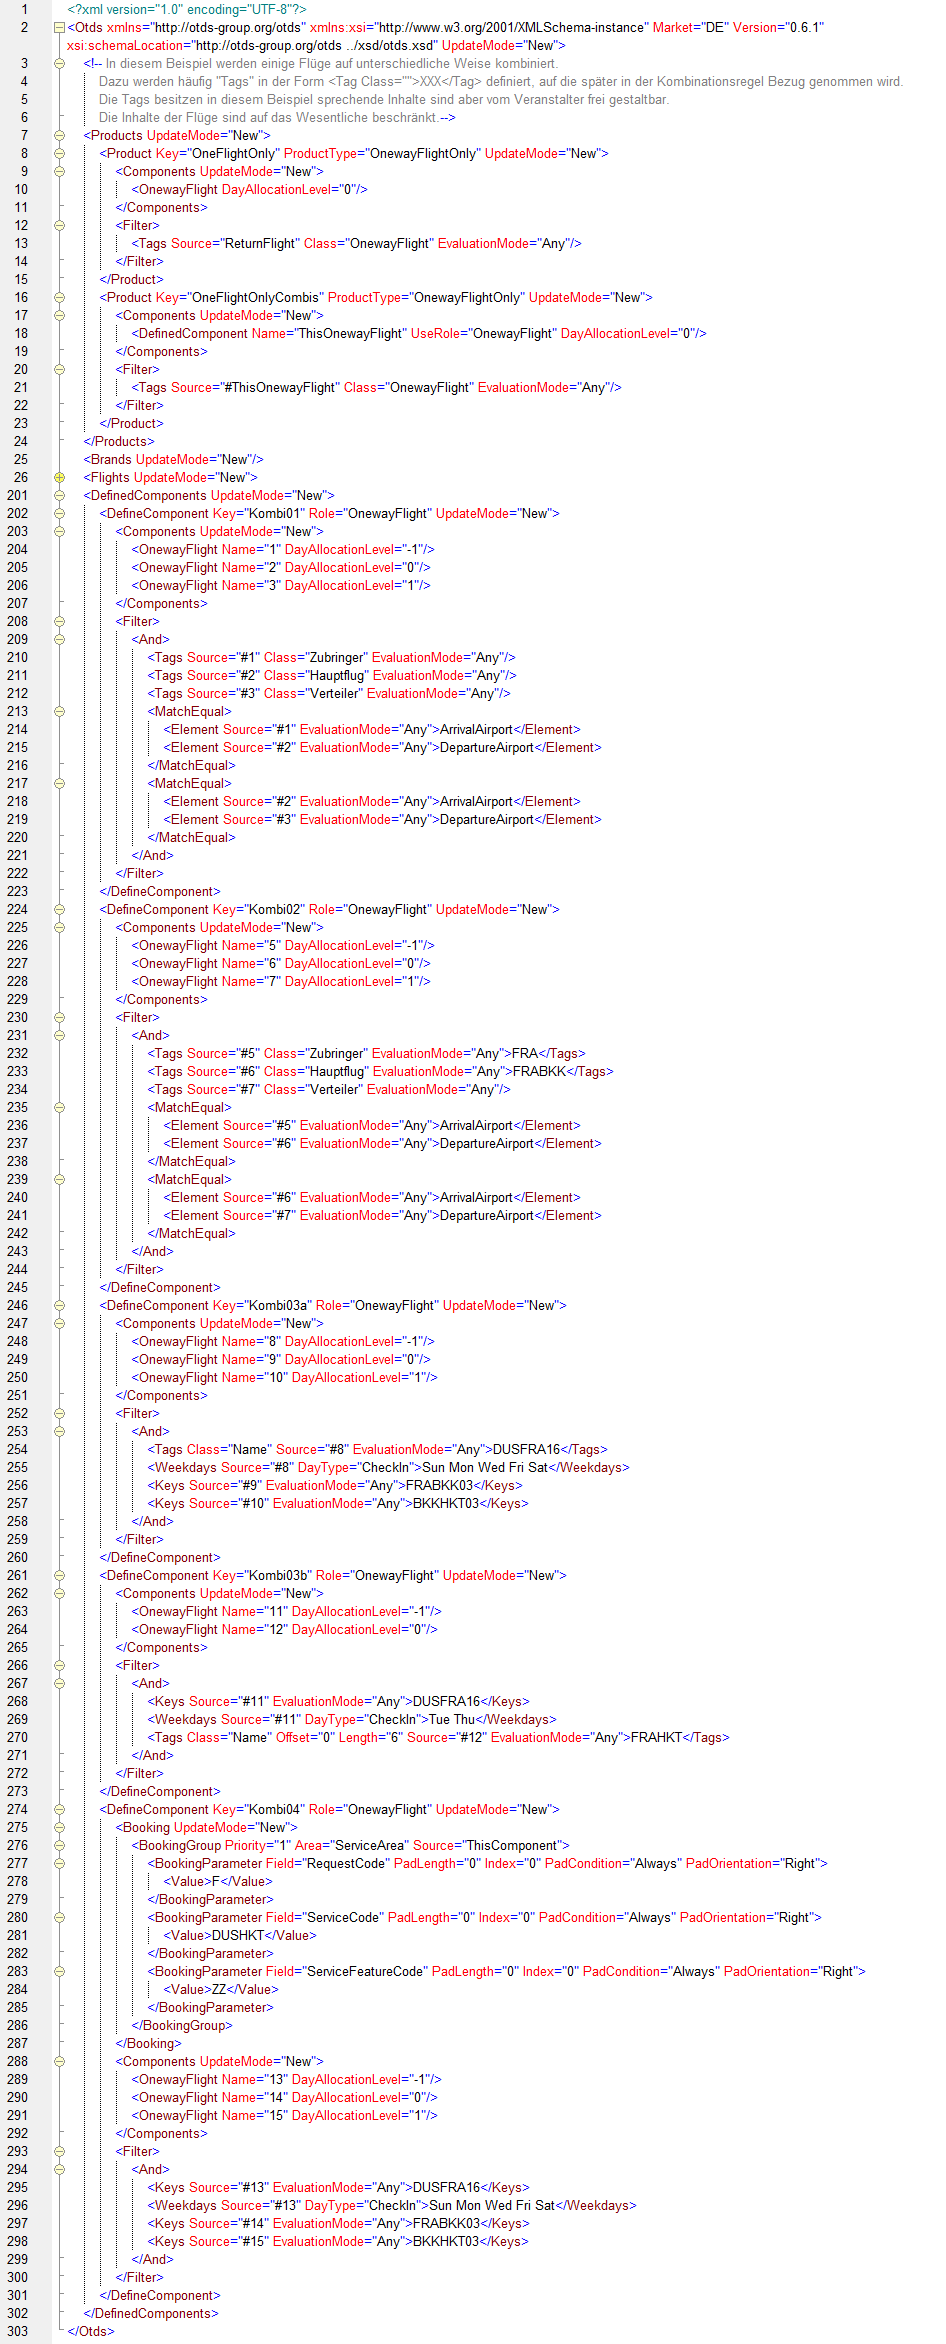 1 <?xml version="1.0" encoding="UTF-8"?>
2 <Otds xmlns="http://otds-group.org/otds" xmlns:xsi="http://www.w3.org/2001/XMLSchema-instance" Market="DE" Version="0.6.1"
xsi:schemaLocation="http://otds-group.org/otds ../xsd/otds.xsd" UpdateMode="New">
3 <!-- In diesem Beispiel werden einige Flüge auf unterschiedliche Weise kombiniert.
4 Dazu werden häufig "Tags" in der Form <Tag Class="">XXX</Tag> definiert, auf die später in der Kombinationsregel Bezug genommen wird.
5 Die Tags besitzen in diesem Beispiel sprechende Inhalte sind aber vom Veranstalter frei gestaltbar.
6 Die Inhalte der Flüge sind auf das Wesentliche beschränkt.-->
7 <Products UpdateMode="New">
8 <Product Key="OneFlightOnly" ProductType="OnewayFlightOnly" UpdateMode="New">
9 <Components UpdateMode="New">
10 <OnewayFlight DayAllocationLevel="0"/>
11 </Components>
12 <Filter>
13 <Tags Source="ReturnFlight" Class="OnewayFlight" EvaluationMode="Any"/>
14 </Filter>
15 </Product>
16 <Product Key="OneFlightOnlyCombis" ProductType="OnewayFlightOnly" UpdateMode="New">
17 <Components UpdateMode="New">
18 <DefinedComponent Name="ThisOnewayFlight" UseRole="OnewayFlight" DayAllocationLevel="0"/>
19 </Components>
20 <Filter>
21 <Tags Source="#ThisOnewayFlight" Class="OnewayFlight" EvaluationMode="Any"/>
22 </Filter>
23 </Product>
24 </Products>
25 <Brands UpdateMode="New"/>
26 <Flights UpdateMode="New">
201 <DefinedComponents UpdateMode="New">
202 <DefineComponent Key="Kombi01" Role="OnewayFlight" UpdateMode="New">
203 <Components UpdateMode="New">
204 <OnewayFlight Name="1" DayAllocationLevel="-1"/>
205 <OnewayFlight Name="2" DayAllocationLevel="0"/>
206 <OnewayFlight Name="3" DayAllocationLevel="1"/>
207 </Components>
208 <Filter>
209 <And>
210 <Tags Source="#1" Class="Zubringer" EvaluationMode="Any"/>
211 <Tags Source="#2" Class="Hauptflug" EvaluationMode="Any"/>
212 <Tags Source="#3" Class="Verteiler" EvaluationMode="Any"/>
213 <MatchEqual>
214 <Element Source="#1" EvaluationMode="Any">ArrivalAirport</Element>
215 <Element Source="#2" EvaluationMode="Any">DepartureAirport</Element>
216 </MatchEqual>
217 <MatchEqual>
218 <Element Source="#2" EvaluationMode="Any">ArrivalAirport</Element>
219 <Element Source="#3" EvaluationMode="Any">DepartureAirport</Element>
220 </MatchEqual>
221 </And>
222 </Filter>
223 </DefineComponent>
224 <DefineComponent Key="Kombi02" Role="OnewayFlight" UpdateMode="New">
225 <Components UpdateMode="New">
226 <OnewayFlight Name="5" DayAllocationLevel="-1"/>
227 <OnewayFlight Name="6" DayAllocationLevel="0"/>
228 <OnewayFlight Name="7" DayAllocationLevel="1"/>
229 </Components>
230 <Filter>
231 <And>
232 <Tags Source="#5" Class="Zubringer" EvaluationMode="Any">FRA</Tags>
233 <Tags Source="#6" Class="Hauptflug" EvaluationMode="Any">FRABKK</Tags>
234 <Tags Source="#7" Class="Verteiler" EvaluationMode="Any"/>
235 <MatchEqual>
236 <Element Source="#5" EvaluationMode="Any">ArrivalAirport</Element>
237 <Element Source="#6" EvaluationMode="Any">DepartureAirport</Element>
238 </MatchEqual>
239 <MatchEqual>
240 <Element Source="#6" EvaluationMode="Any">ArrivalAirport</Element>
241 <Element Source="#7" EvaluationMode="Any">DepartureAirport</Element>
242 </MatchEqual>
243 </And>
244 </Filter>
245 </DefineComponent>
246 <DefineComponent Key="Kombi03a" Role="OnewayFlight" UpdateMode="New">
247 <Components UpdateMode="New">
248 <OnewayFlight Name="8" DayAllocationLevel="-1"/>
249 <OnewayFlight Name="9" DayAllocationLevel="0"/>
250 <OnewayFlight Name="10" DayAllocationLevel="1"/>
251 </Components>
252 <Filter>
253 <And>
254 <Tags Class="Name" Source="#8" EvaluationMode="Any">DUSFRA16</Tags>
255 <Weekdays Source="#8" DayType="CheckIn">Sun Mon Wed Fri Sat</Weekdays>
256 <Keys Source="#9" EvaluationMode="Any">FRABKK03</Keys>
257 <Keys Source="#10" EvaluationMode="Any">BKKHKT03</Keys>
258 </And>
259 </Filter>
260 </DefineComponent>
261 <DefineComponent Key="Kombi03b" Role="OnewayFlight" UpdateMode="New">
262 <Components UpdateMode="New">
263 <OnewayFlight Name="11" DayAllocationLevel="-1"/>
264 <OnewayFlight Name="12" DayAllocationLevel="0"/>
265 </Components>
266 <Filter>
267 <And>
268 <Keys Source="#11" EvaluationMode="Any">DUSFRA16</Keys>
269 <Weekdays Source="#11" DayType="CheckIn">Tue Thu</Weekdays>
270 <Tags Class="Name" Offset="0" Length="6" Source="#12" EvaluationMode="Any">FRAHKT</Tags>
271 </And>
272 </Filter>
273 </DefineComponent>
274 <DefineComponent Key="Kombi04" Role="OnewayFlight" UpdateMode="New">
275 <Booking UpdateMode="New">
276 <BookingGroup Priority="1" Area="ServiceArea" Source="ThisComponent">
277 <BookingParameter Field="RequestCode" PadLength="0" Index="0" PadCondition="Always" PadOrientation="Right">
278 <Value>F</Value>
279 </BookingParameter>
280 <BookingParameter Field="ServiceCode" PadLength="0" Index="0" PadCondition="Always" PadOrientation="Right">
281 <Value>DUSHKT</Value>
282 </BookingParameter>
283 <BookingParameter Field="ServiceFeatureCode" PadLength="0" Index="0" PadCondition="Always" PadOrientation="Right">
284 <Value>ZZ</Value>
285 </BookingParameter>
286 </BookingGroup>
287 </Booking>
288 <Components UpdateMode="New">
289 <OnewayFlight Name="13" DayAllocationLevel="-1"/>
290 <OnewayFlight Name="14" DayAllocationLevel="0"/>
291 <OnewayFlight Name="15" DayAllocationLevel="1"/>
292 </Components>
293 <Filter>
294 <And>
295 <Keys Source="#13" EvaluationMode="Any">DUSFRA16</Keys>
296 <Weekdays Source="#13" DayType="CheckIn">Sun Mon Wed Fri Sat</Weekdays>
297 <Keys Source="#14" EvaluationMode="Any">FRABKK03</Keys>
298 <Keys Source="#15" EvaluationMode="Any">BKKHKT03</Keys>
299 </And>
300 </Filter>
301 </DefineComponent>
302 </DefinedComponents>
303 </Otds>